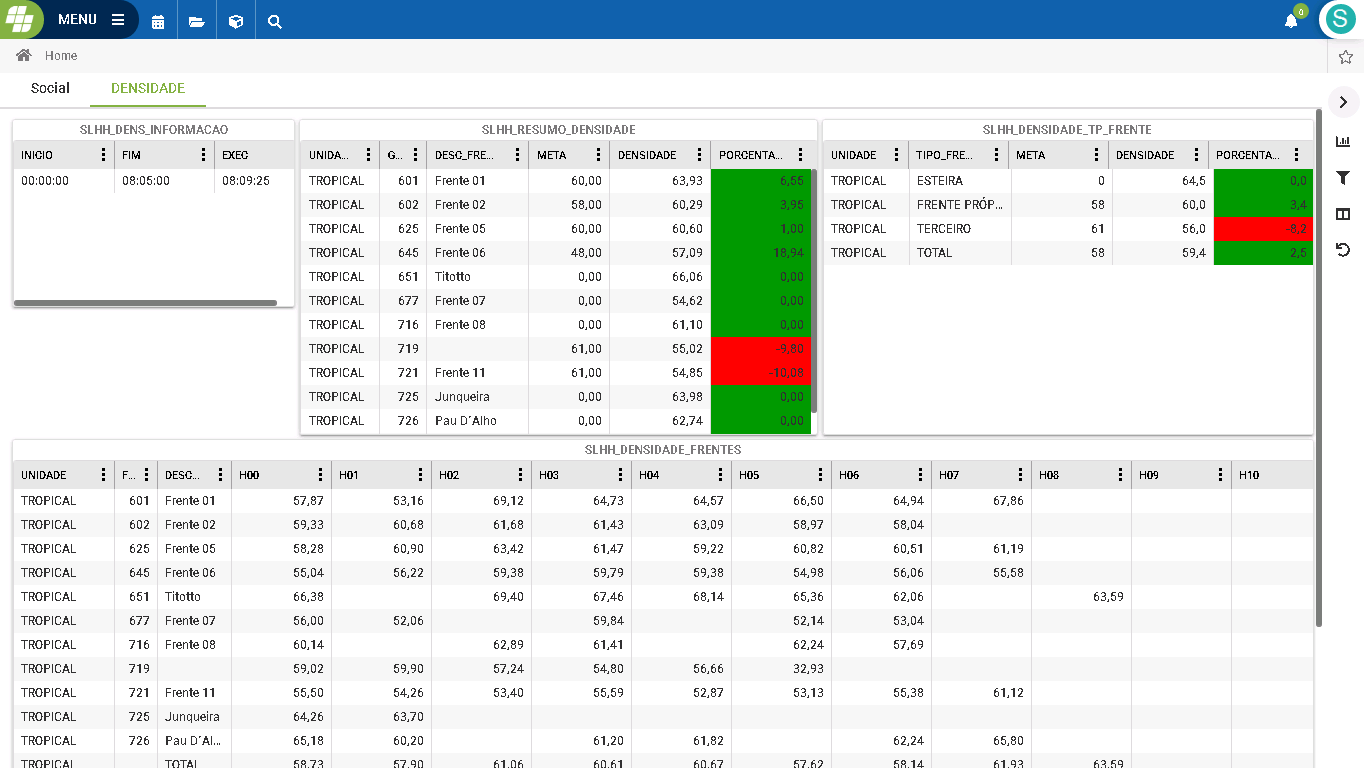 MENU
0
S
Home
Social DENSIDADE
SLHH_DENS_INFORMACAO
INICIO FIM EXEC
00:00:00 08:05:00 08:09:25
SLHH_RESUMO_DENSIDADE
UNIDA... G... DESC_FRE... META DENSIDADE PORCENTA...
TROPICAL 601 Frente 01 60,00 63,93 6,55
TROPICAL 602 Frente 02 58,00 60,29 3,95
TROPICAL 625 Frente 05 60,00 60,60 1,00
TROPICAL 645 Frente 06 48,00 57,09 18,94
TROPICAL 651 Titotto 0,00 66,06 0,00
TROPICAL 677 Frente 07 0,00 54,62 0,00
TROPICAL 716 Frente 08 0,00 61,10 0,00
TROPICAL 719 61,00 55,02 -9,80
TROPICAL 721 Frente 11 61,00 54,85 -10,08
TROPICAL 725 Junqueira 0,00 63,98 0,00
TROPICAL 726 Pau D´Alho 0,00 62,74 0,00
SLHH_DENSIDADE_TP_FRENTE
UNIDADE TIPO_FRE... META DENSIDADE PORCENTA...
TROPICAL ESTEIRA 0 64,5 0,0
TROPICAL FRENTE PRÓP... 58 60,0 3,4
TROPICAL TERCEIRO 61 56,0 -8,2
TROPICAL TOTAL 58 59,4 2,5
SLHH_DENSIDADE_FRENTES
UNIDADE F... DESC... H00 H01 H02 H03 H04 H05 H06 H07 H08 H09 H10
TROPICAL 601 Frente 01 57,87 53,16 69,12 64,73 64,57 66,50 64,94 67,86
TROPICAL 602 Frente 02 59,33 60,68 61,68 61,43 63,09 58,97 58,04
TROPICAL 625 Frente 05 58,28 60,90 63,42 61,47 59,22 60,82 60,51 61,19
TROPICAL 645 Frente 06 55,04 56,22 59,38 59,79 59,38 54,98 56,06 55,58
TROPICAL 651 Titotto 66,38 69,40 67,46 68,14 65,36 62,06 63,59
TROPICAL 677 Frente 07 56,00 52,06 59,84 52,14 53,04
TROPICAL 716 Frente 08 60,14 62,89 61,41 62,24 57,69
TROPICAL 719 59,02 59,90 57,24 54,80 56,66 32,93
TROPICAL 721 Frente 11 55,50 54,26 53,40 55,59 52,87 53,13 55,38 61,12
TROPICAL 725 Junqueira 64,26 63,70
TROPICAL 726 Pau D´Al... 65,18 60,20 61,20 61,82 62,24 65,80
TROPICAL TOTAL 58,73 57,90 61,06 60,61 60,67 57,62 58,14 61,93 63,59